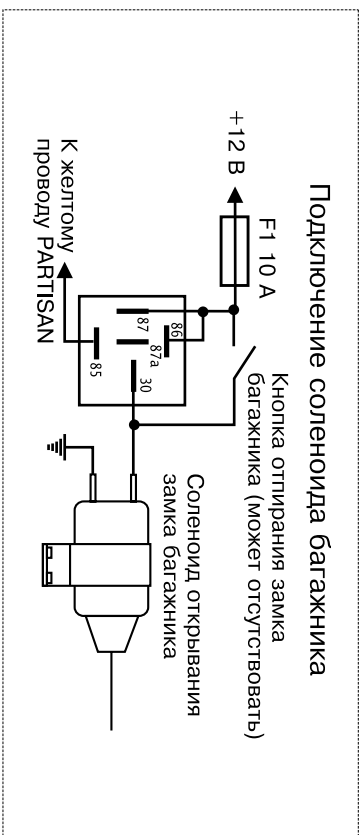 Подключение соленоида багажника
Кнопка отпирания замка
багажника (может отсутствовать)
F1 10 А
+12 В
86
87
87a
30
85
К желтому
проводу PARTISAN
Соленоид открывания
замка багажника